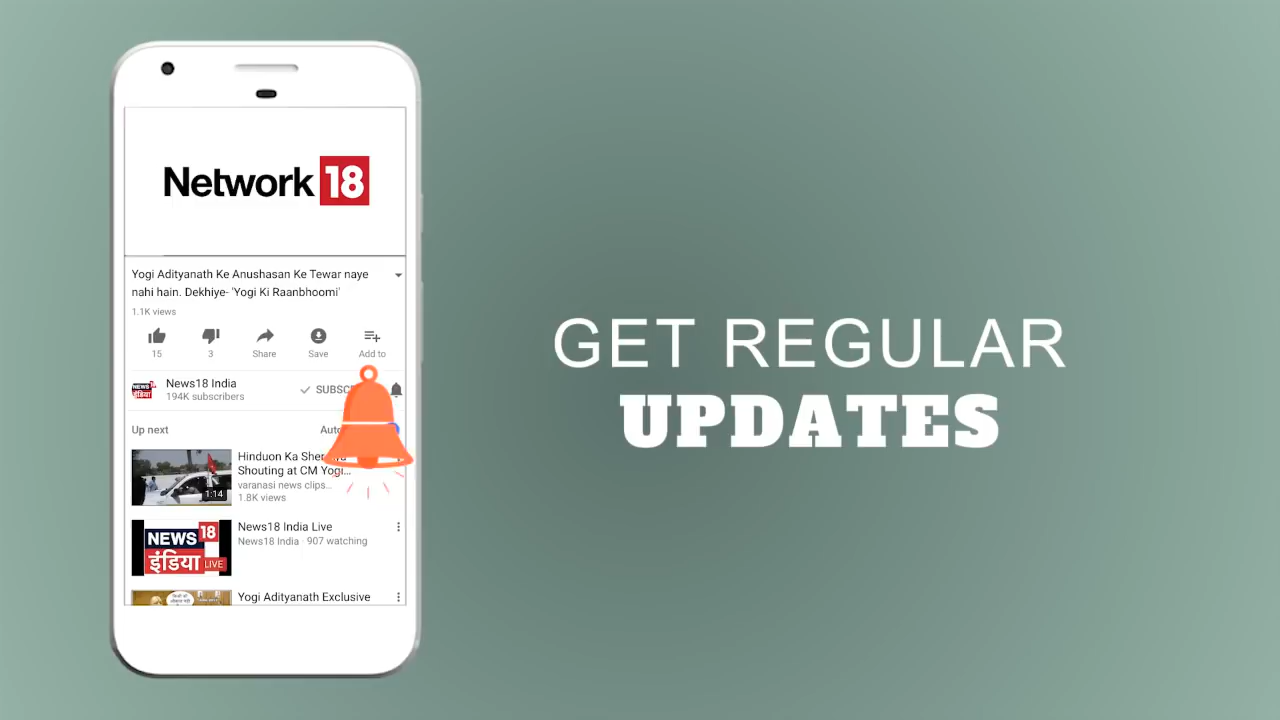 Network 18
Yogi Adityanath Ke Anushasan Ke Tewar naye
nahi hain. Dekhiye- 'Yogi Ki Raanbhoomi'
1.1K views
15
3
Share
Save
Add to
News18 India
194K subscribers
Up next
Hinduon Ka
Shouting at CM Yogi...
varanasi news clips...
1.8K views
1:14
News18 India Live
News18 India · 907 watching
NEWS 18
इंडिया LIVE
Yogi Adityanath Exclusive
GET REGULAR
UPDATES